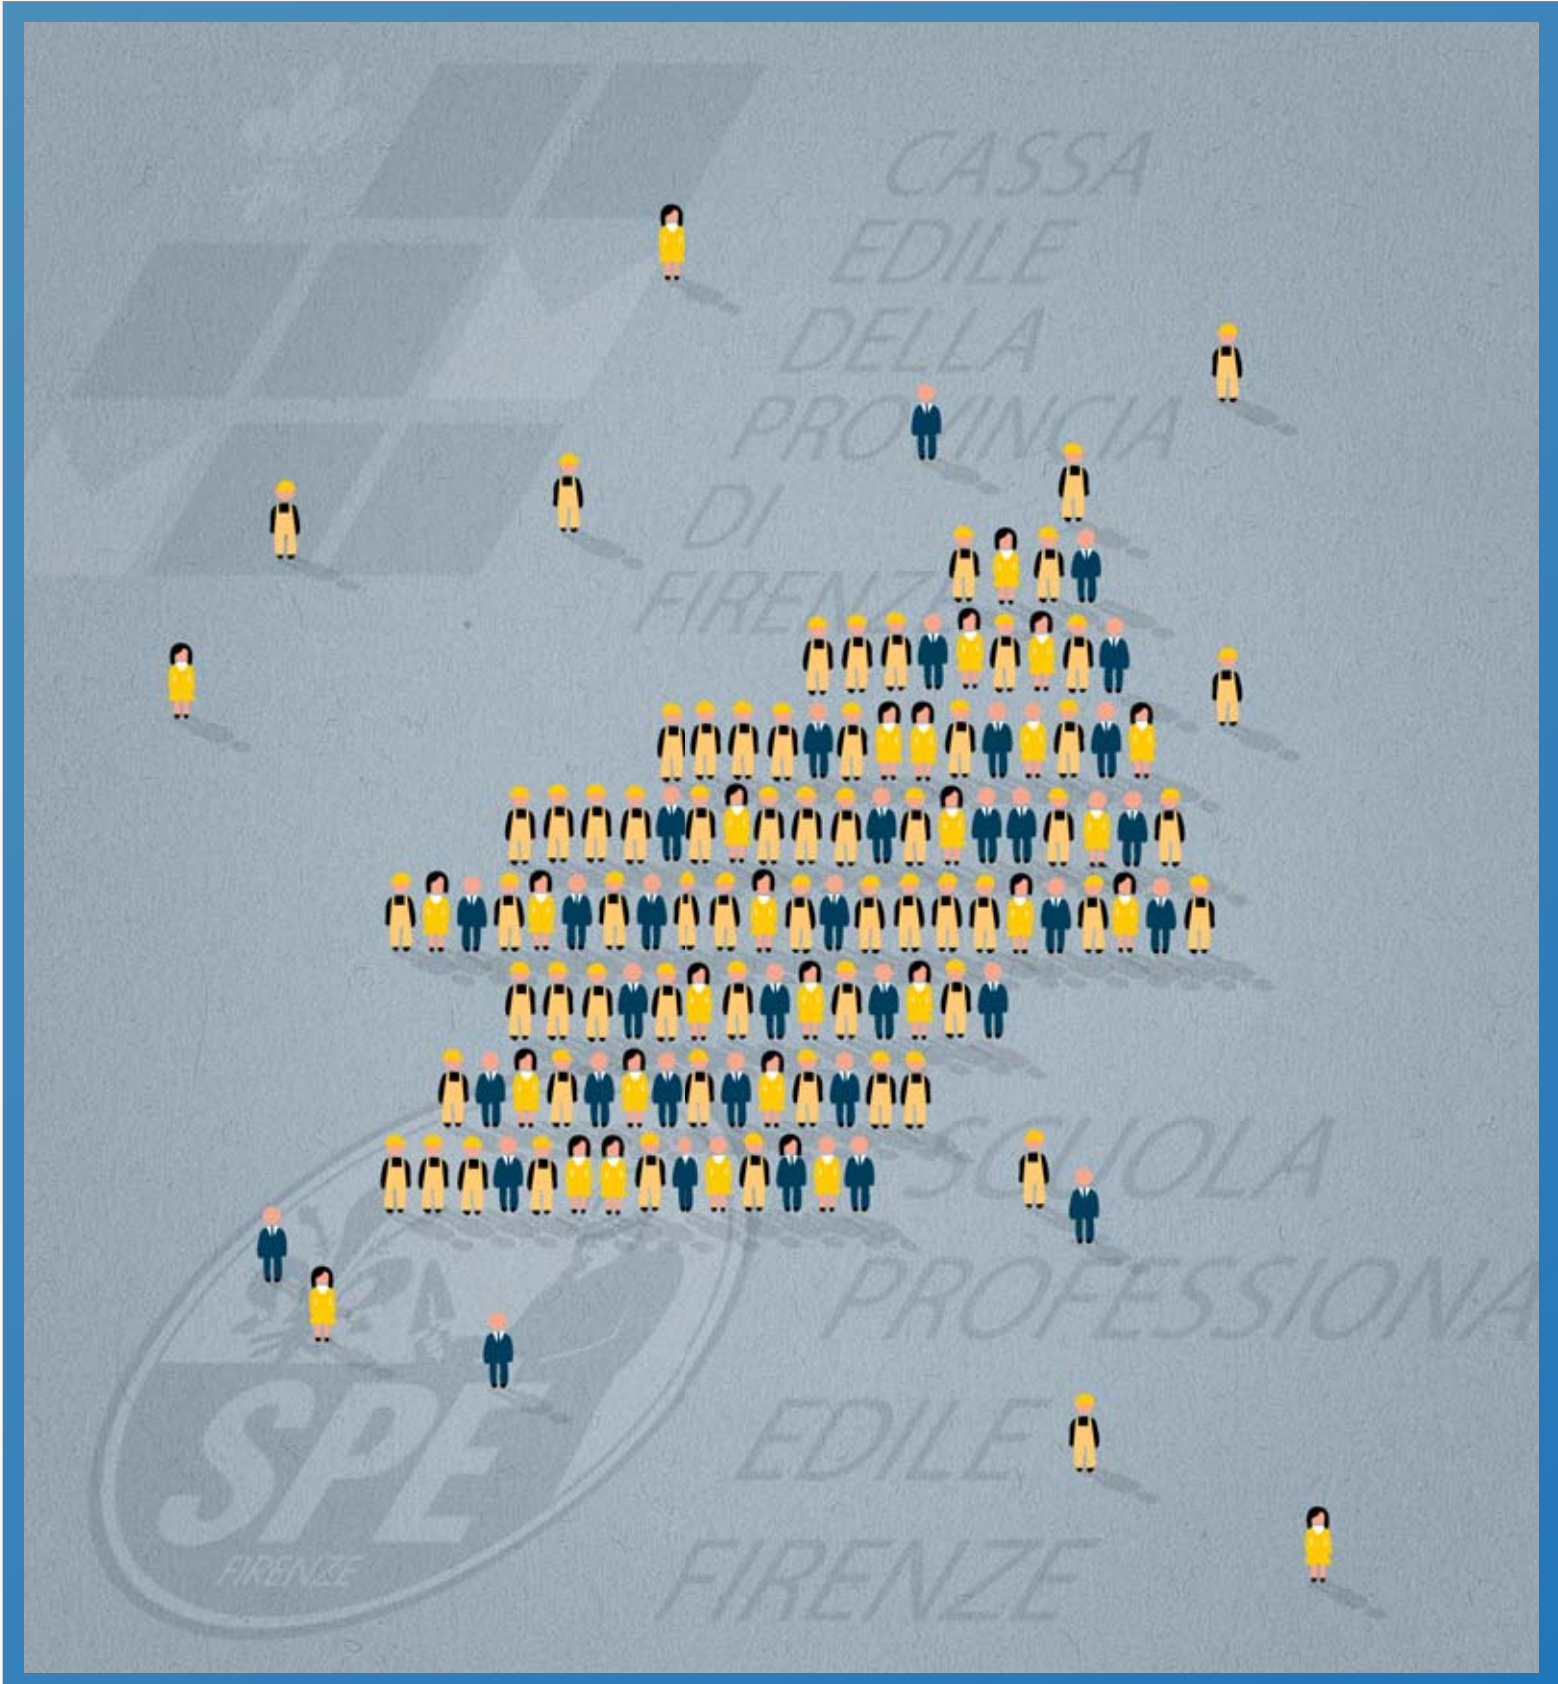 CASSA
EDILE
DELLA
PROVINCIA
DI
FIRENZE
SCUOLA
PROFESSIONA
EDILE
FIRENZE
SPE
FIRENZE